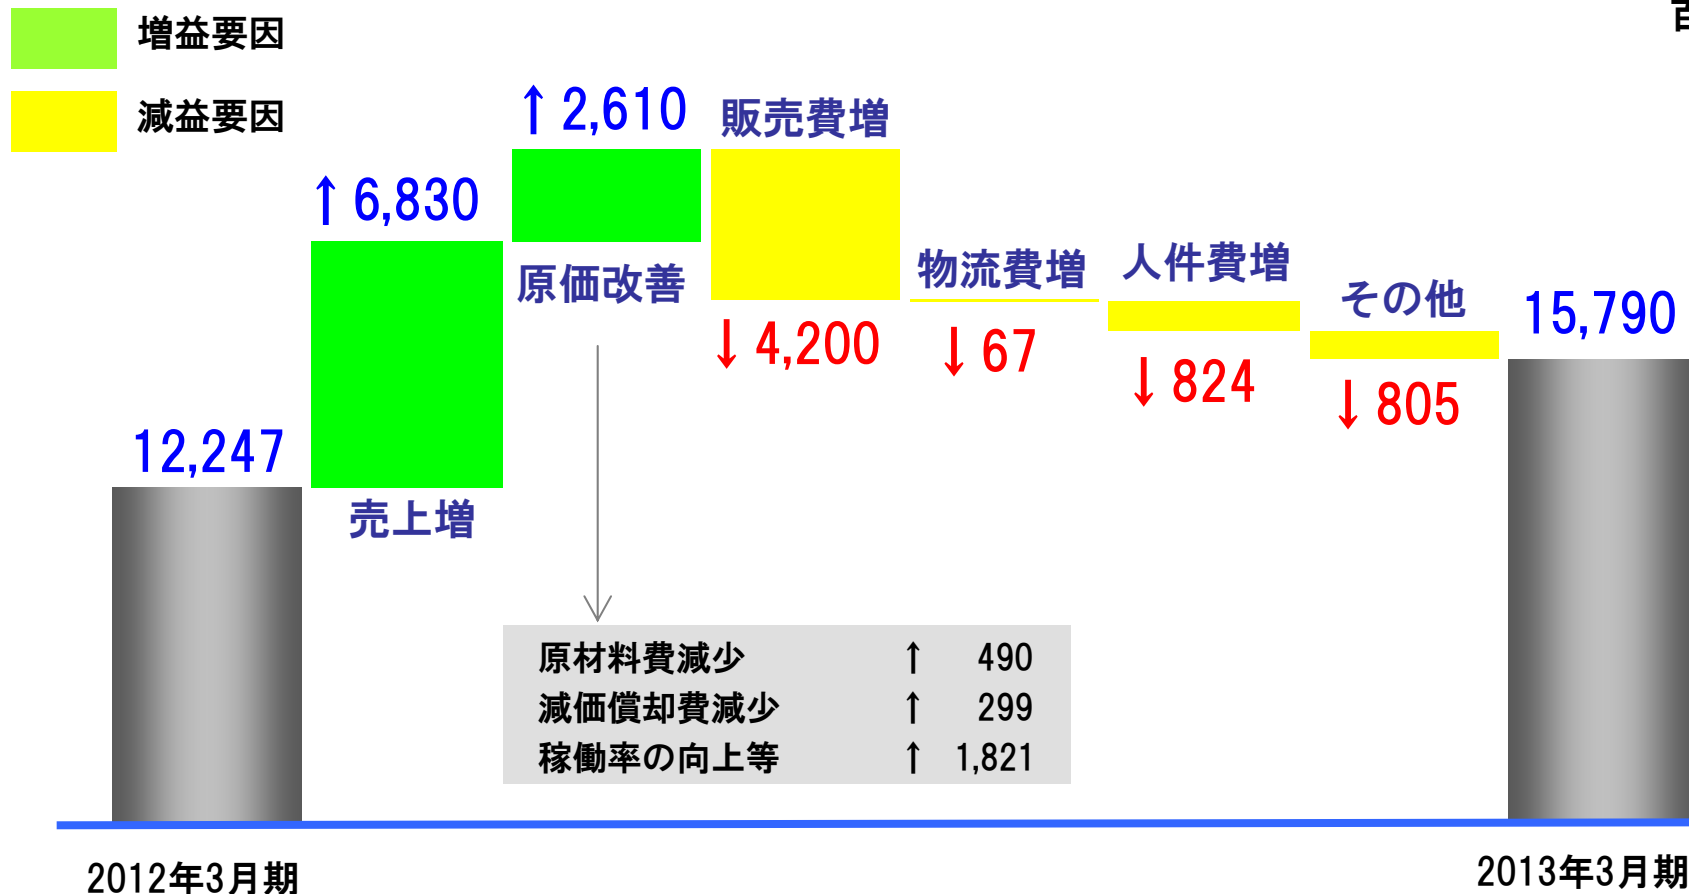 増益要因
減益要因
百
↑ 2,610
販売費増
↑ 6,830
原価改善
物流費増
人件費増
その他
15,790
↓ 4,200
↓ 67
↓ 824
↓ 805
12,247
売上増
原材料費減少 ↑ 490
減価償却費減少 ↑ 299
稼働率の向上等 ↑ 1,821
2012年3月期
2013年3月期